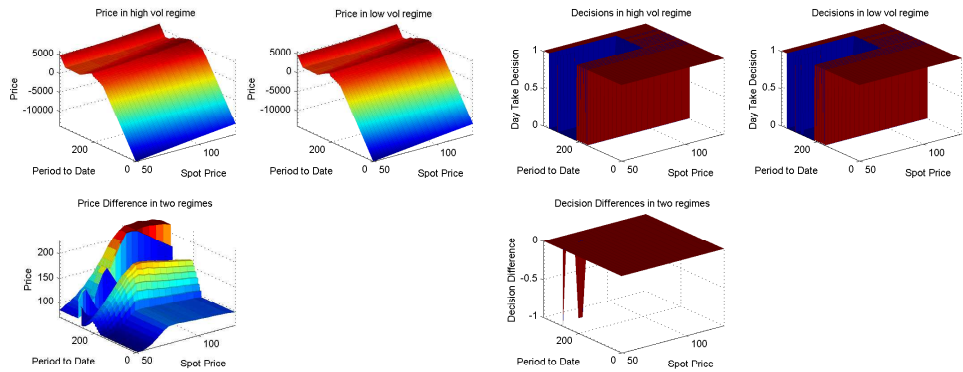 Price in high vol regime
Price in low vol regime
Decisions in high vol regime
Decisions in low vol regime
5000
0
-5000
-10000
Price
200
0
50
100
Period to Date
Spot Price
5000
0
-5000
-10000
Price
200
0
50
100
Period to Date
Spot Price
1
0.5
0
Day Take Decision
200
0
50
100
Period to Date
Spot Price
1
0.5
0
Day Take Decision
200
0
50
100
Period to Date
Spot Price
Price Difference in two regimes
Decision Differences in two regimes
200
150
100
Price
200
0
50
100
Period to Date
Spot Price
0
-0.5
-1
Decision Difference
200
0
50
100
Period to Date
Spot Price